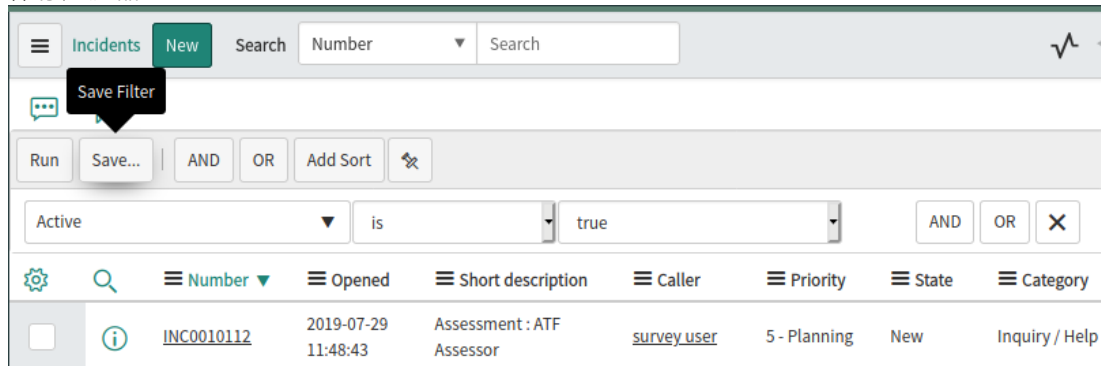 Incidents New Search Number Search
Save Filter
Run Save... AND OR Add Sort
Active is true AND OR
Number Opened Short description Caller Priority State Category
INC0010112 2019-07-29 11:48:43 Assessment : ATF Assessor survey user 5 - Planning New Inquiry / Help